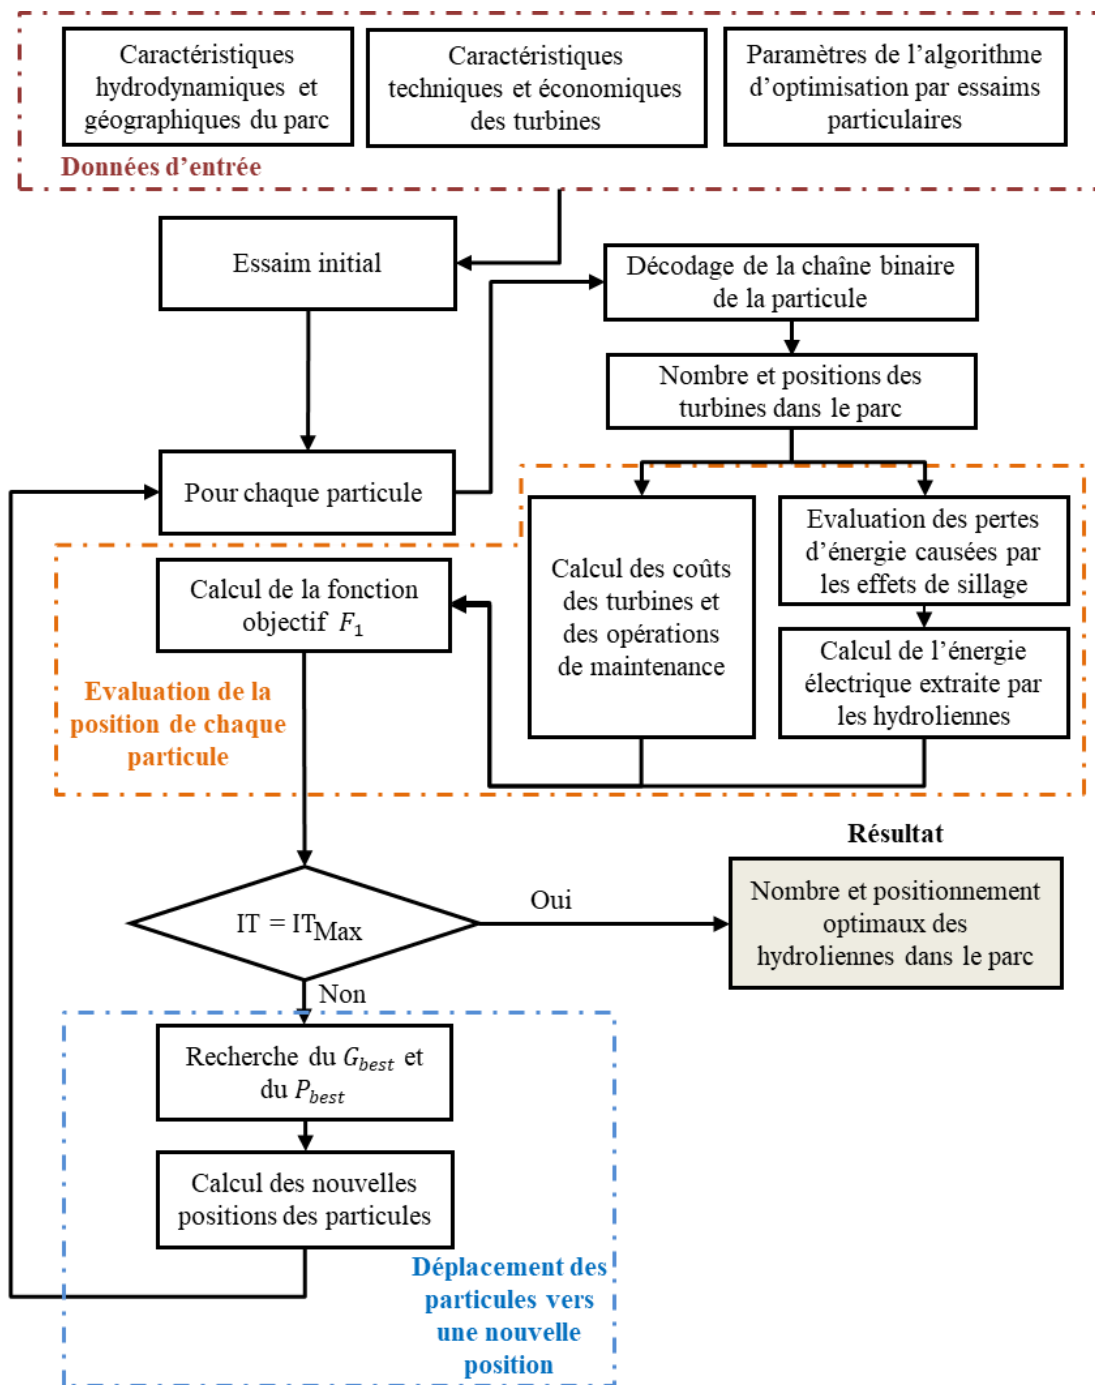 Caractéristiques
hydrodynamiques et
géographiques du parc
Caractéristiques
techniques et économiques
des turbines
Paramètres de l’algorithme
d’optimisation par essaims
particulaires
Données d’entrée
Essaim initial
Décodage de la chaîne binaire
de la particule
Nombre et positions des
turbines dans le parc
Pour chaque particule
Calcul des coûts
des turbines et
des opérations
de maintenance
Evaluation des pertes
d’énergie causées par
les effets de sillage
Calcul de l’énergie
électrique extraite par
les hydroliennes
Calcul de la fonction
objectif F₁
Evaluation de la
position de chaque
particule
IT = IT_Max
Oui
Résultat
Nombre et positionnement
optimaux des
hydroliennes dans le parc
Non
Recherche du G_best et
du P_best
Calcul des nouvelles
positions des particules
Déplacement des
particules vers
une nouvelle
position